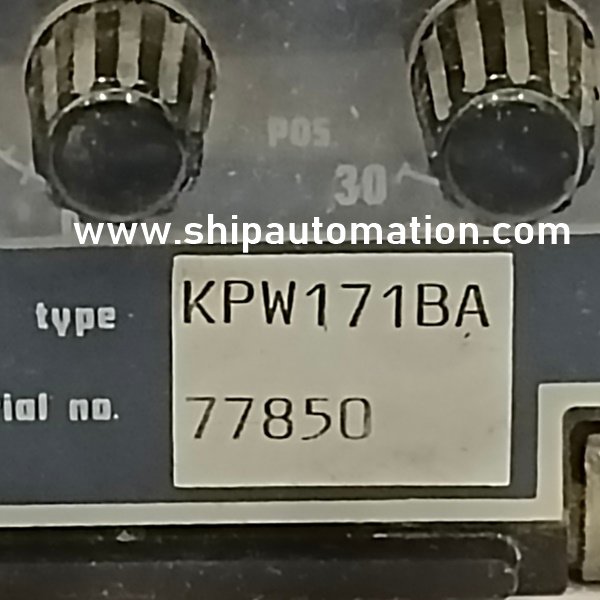 POS.
30
www.shipautomation.com
type KPW171BA
ial no. 77850